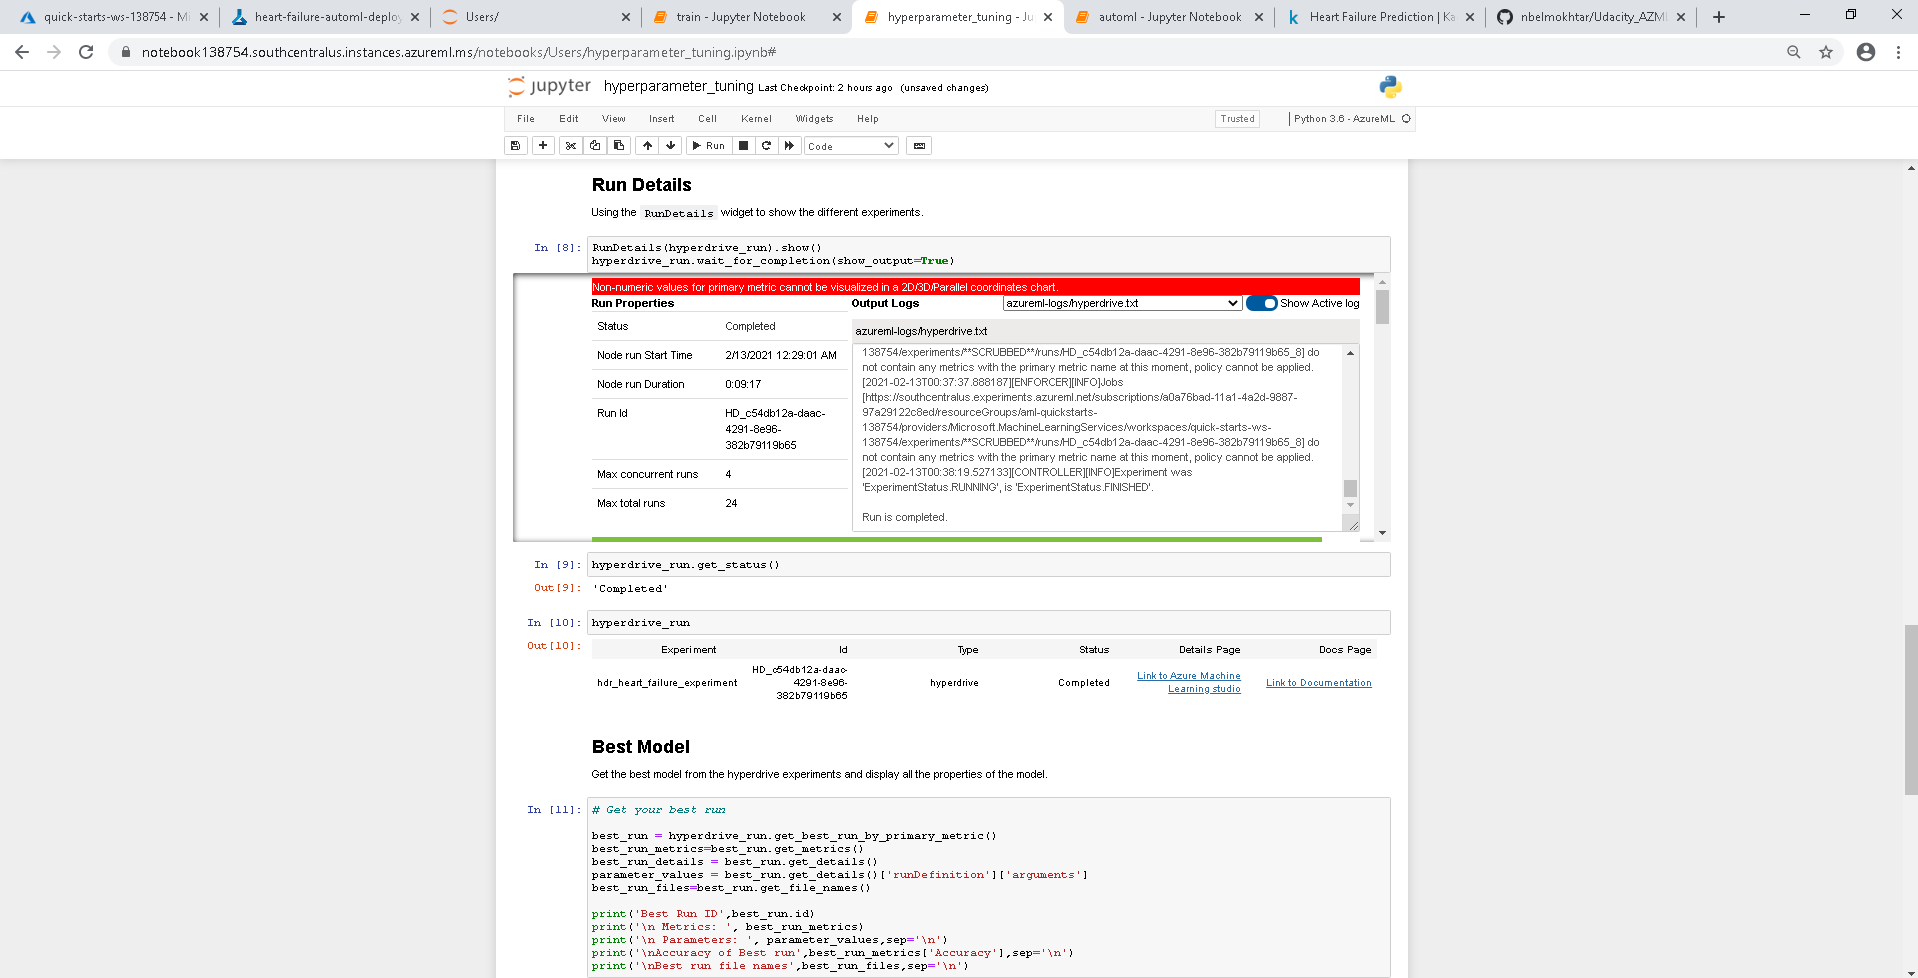 quick-starts-ws-138754 - Mi
heart-failure-automl-deploy
Users/
train - Jupyter Notebook
hyperparameter_tuning - Ju
automl - Jupyter Notebook
Heart Failure Prediction | Ka
nbelmokhtar/Udacity_AZML
notebook138754.southcentralus.instances.azureml.ms/notebooks/Users/hyperparameter_tuning.ipynb#
jupyter hyperparameter_tuning Last Checkpoint: 2 hours ago (unsaved changes)
File Edit View Insert Cell Kernel Widgets Help Trusted Python 3.6 - AzureML
Run Code
Run Details
Using the RunDetails widget to show the different experiments.
In [8]: RunDetails(hyperdrive_run).show()
hyperdrive_run.wait_for_completion(show_output=True)
Non-numeric values for primary metric cannot be visualized in a 2D/3D/Parallel coordinates chart.
Run Properties
Status Completed
Node run Start Time 2/13/2021 12:29:01 AM
Node run Duration 0:09:17
Run Id HD_c54db12a-daac-
4291-8e96-
382b79119b65
Max concurrent runs 4
Max total runs 24
Output Logs azureml-logs/hyperdrive.txt Show Active log
azureml-logs/hyperdrive.txt
138754/experiments/**SCRUBBED**/runs/HD_c54db12a-daac-4291-8e96-382b79119b65_8] do
not contain any metrics with the primary metric name at this moment, policy cannot be applied.
[2021-02-13T00:37:37.888187][ENFORCER][INFO]Jobs
[https://southcentralus.experiments.azureml.net/subscriptions/a0a76bad-11a1-4a2d-9887-
97a29122c8ed/resourceGroups/aml-quickstarts-
138754/providers/Microsoft.MachineLearningServices/workspaces/quick-starts-ws-
138754/experiments/**SCRUBBED**/runs/HD_c54db12a-daac-4291-8e96-382b79119b65_8] do
not contain any metrics with the primary metric name at this moment, policy cannot be applied.
[2021-02-13T00:38:19.527133][CONTROLLER][INFO]Experiment was
'ExperimentStatus.RUNNING', is 'ExperimentStatus.FINISHED'.
Run is completed.
In [9]: hyperdrive_run.get_status()
Out[9]: 'Completed'
In [10]: hyperdrive_run
Out[10]:
Experiment Id Type Status Details Page Docs Page
hdr_heart_failure_experiment HD_c54db12a-daac-
4291-8e96-
382b79119b65 hyperdrive Completed Link to Azure Machine
Learning studio Link to Documentation
Best Model
Get the best model from the hyperdrive experiments and display all the properties of the model.
In [11]: # Get your best run
best_run = hyperdrive_run.get_best_run_by_primary_metric()
best_run_metrics=best_run.get_metrics()
best_run_details = best_run.get_details()
parameter_values = best_run.get_details()['runDefinition']['arguments']
best_run_files=best_run.get_file_names()
print('Best Run ID',best_run.id)
print('\n Metrics: ', best_run_metrics)
print('\n Parameters: ', parameter_values,sep='\n')
print('\nAccuracy of Best run',best_run_metrics['Accuracy'],sep='\n')
print('\nBest run file names',best_run_files,sep='\n')